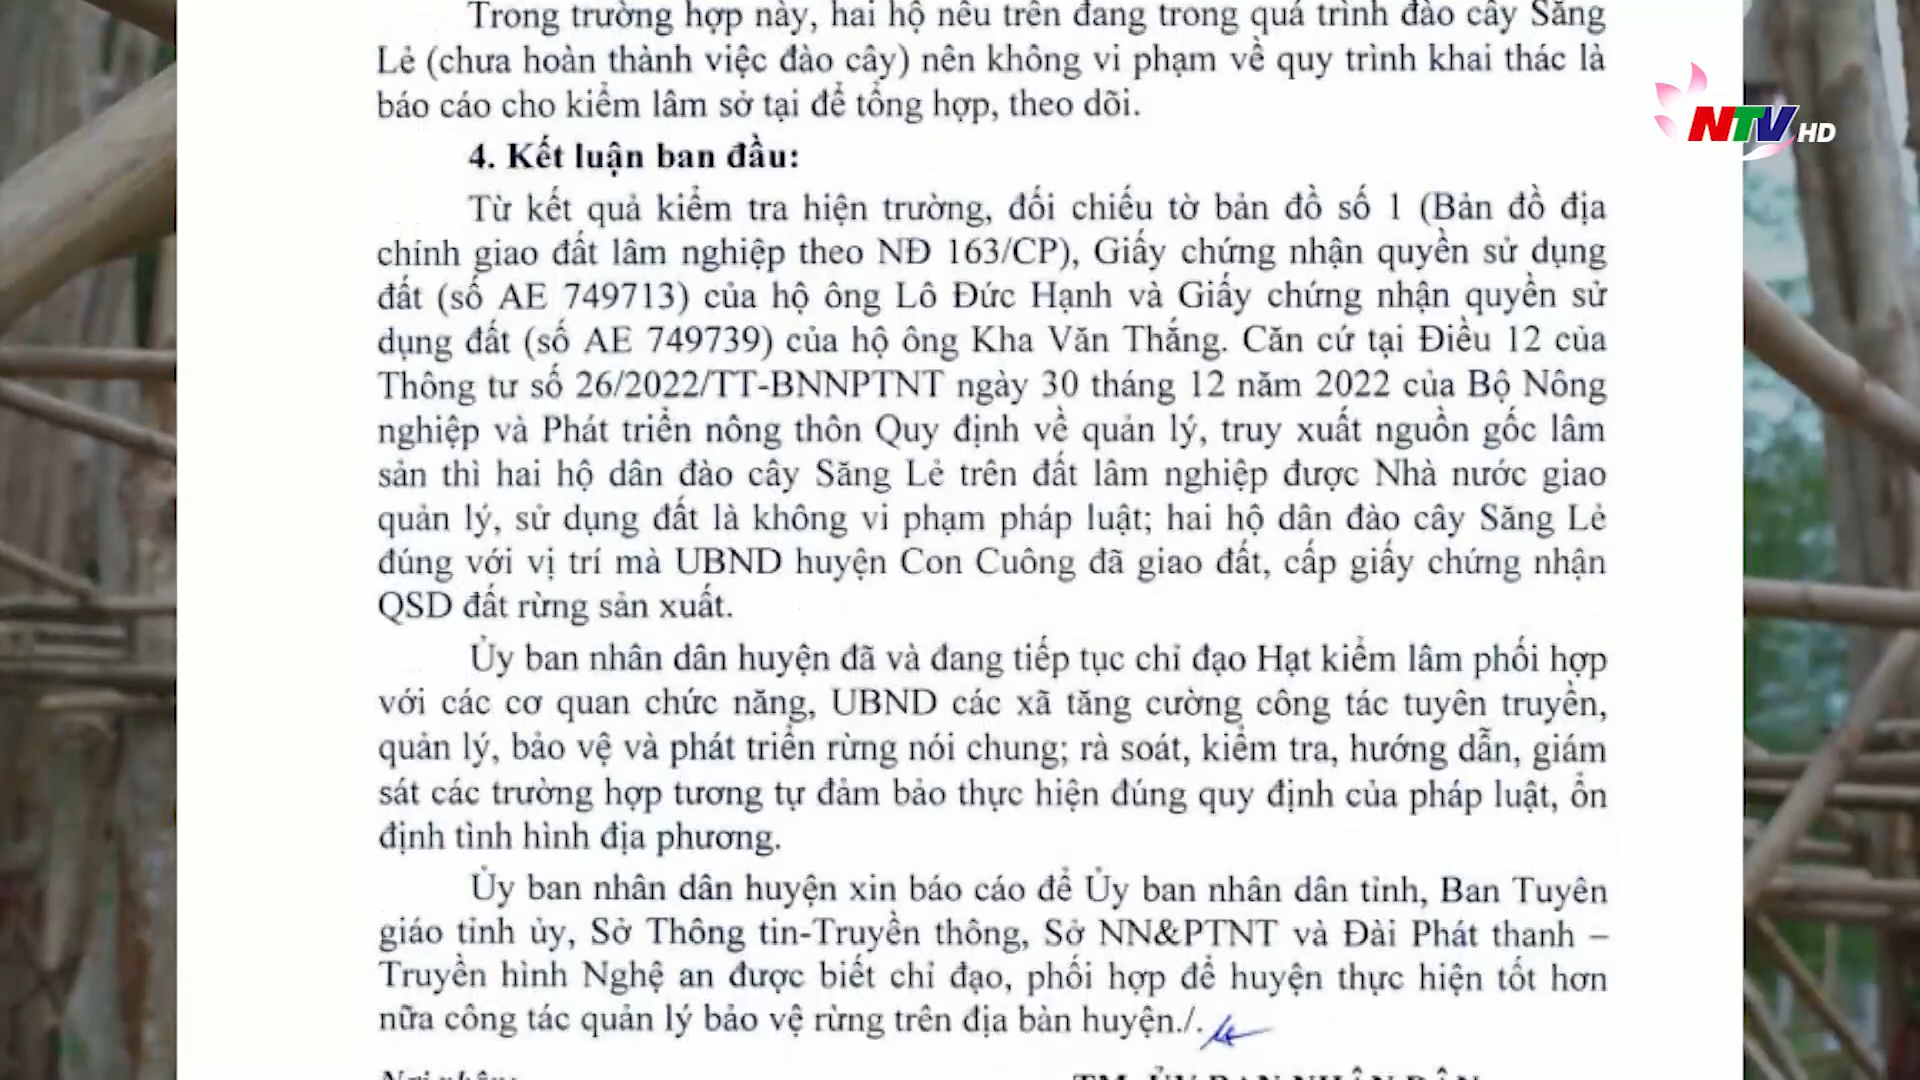 Trong trường hợp này, hai hộ nêu trên đang trong quá trình đào cây Săng
Lẻ (chưa hoàn thành việc đào cây) nên không vi phạm về quy trình khai thác là
báo cáo cho kiểm lâm sở tại để tổng hợp, theo dõi.
NTV HD
4. Kết luận ban đầu:
Từ kết quả kiểm tra hiện trường, đối chiếu tờ bản đồ số 1 (Bản đồ địa
chính giao đất lâm nghiệp theo NĐ 163/CP), Giấy chứng nhận quyền sử dụng
đất (số AE 749713) của hộ ông Lô Đức Hạnh và Giấy chứng nhận quyền sử
dụng đất (số AE 749739) của hộ ông Kha Văn Thắng. Căn cứ tại Điều 12 của
Thông tư số 26/2022/TT-BNNPTNT ngày 30 tháng 12 năm 2022 của Bộ Nông
nghiệp và Phát triển nông thôn Quy định về quản lý, truy xuất nguồn gốc lâm
sản thì hai hộ dân đào cây Săng Lẻ trên đất lâm nghiệp được Nhà nước giao
quản lý, sử dụng đất là không vi phạm pháp luật; hai hộ dân đào cây Săng Lẻ
đúng với vị trí mà UBND huyện Con Cuông đã giao đất, cấp giấy chứng nhận
QSD đất rừng sản xuất.
Ủy ban nhân dân huyện đã và đang tiếp tục chỉ đạo Hạt kiểm lâm phối hợp
với các cơ quan chức năng, UBND các xã tăng cường công tác tuyên truyền,
quản lý, bảo vệ và phát triển rừng nói chung; rà soát, kiểm tra, hướng dẫn, giám
sát các trường hợp tương tự đảm bảo thực hiện đúng quy định của pháp luật, ổn
định tình hình địa phương.
Ủy ban nhân dân huyện xin báo cáo để Ủy ban nhân dân tỉnh, Ban Tuyên
giáo tỉnh ủy, Sở Thông tin-Truyền thông, Sở NN&PTNT và Đài Phát thanh –
Truyền hình Nghệ an được biết chỉ đạo, phối hợp để huyện thực hiện tốt hơn
nữa công tác quản lý bảo vệ rừng trên địa bàn huyện./.
Nơi nhận:
TM. ỦY BAN NHÂN DÂN